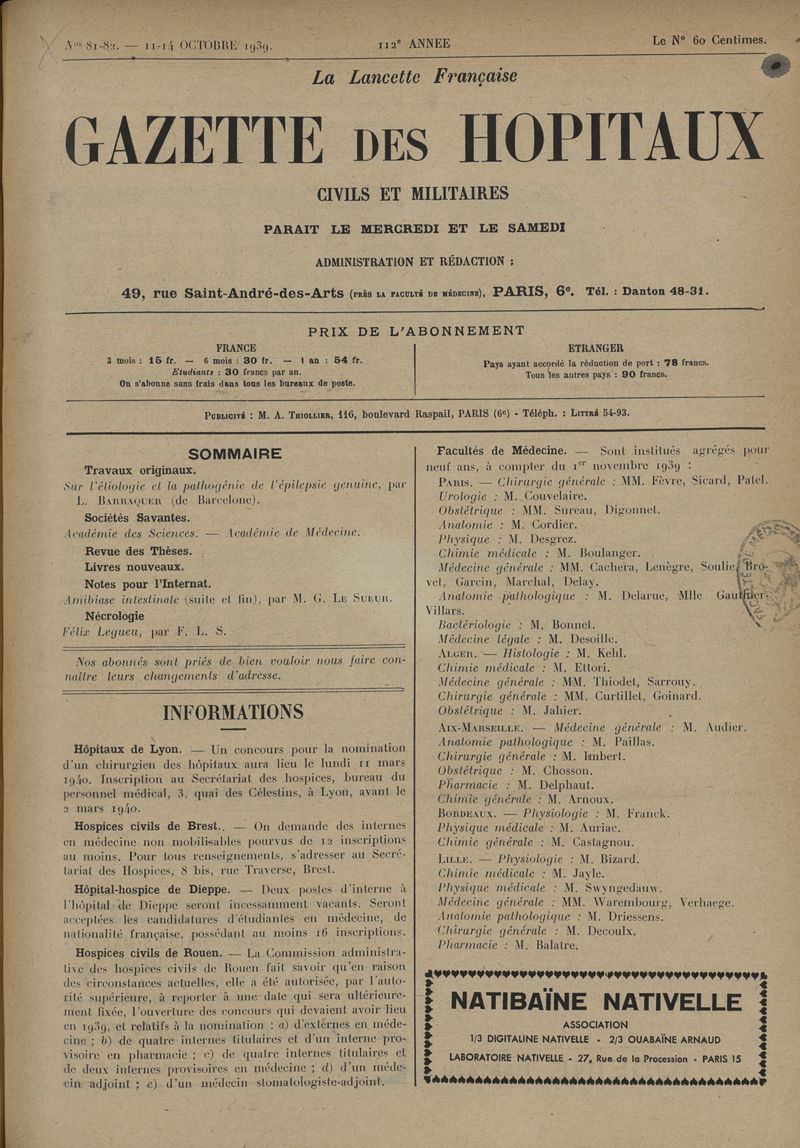 Nos 81-82. — 11-14 OCTOBRE 1939.
112e ANNEE
Le No 60 Centimes.
La Lancette Française
GAZETTE DES HOPITAUX
CIVILS ET MILITAIRES
PARAIT LE MERCREDI ET LE SAMEDI
ADMINISTRATION ET RÉDACTION :
49, rue Saint-André-des-Arts (PRÈS LA FACULTÉ DE MÉDECINE), PARIS, 6e. Tél. : Danton 48-31.
PRIX DE L'ABONNEMENT
FRANCE
3 mois : 15 fr. — 6 mois : 30 fr. — 1 an : 54 fr.
Etudiants : 30 francs par an.
On s'abonne sans frais dans tous les bureaux de poste.
ETRANGER
Pays ayant accordé la réduction de port : 78 francs.
Tous les autres pays : 90 francs.
PUBLICITÉ : M. A. THIOLLIER, 116, boulevard Raspail, PARIS (6e) - Téléph. : LITTRÉ 54-93.
SOMMAIRE
Travaux originaux.
Sur l'étiologie et la pathogénie de l'épilepsie genuine, par
L. BARRAQUER (de Barcelone).
Sociétés Savantes.
Académie des Sciences. — Académie de Médecine.
Revue des Thèses.
Livres nouveaux.
Notes pour l'Internat.
Amibiase intestinale (suite et fin), par M. G. LE SUEUR.
Nécrologie
Félix Legueu, par F. L. S.
Nos abonnés sont priés de bien vouloir nous faire con-
naître leurs changements d'adresse.
INFORMATIONS
Hôpitaux de Lyon. — Un concours pour la nomination
d'un chirurgien des hôpitaux aura lieu le lundi 11 mars
1940. Inscription au Secrétariat des hospices, bureau du
personnel médical, 3, quai des Célestins, à Lyon, avant le
2 mars 1940.
Hospices civils de Brest.. — On demande des internes
en médecine non mobilisables pourvus de 12 inscriptions
au moins. Pour tous renseignements, s'adresser au Secré-
tariat des Hospices, 8 bis, rue Traverse, Brest.
Hôpital-hospice de Dieppe. — Deux postes d'interne à
l'hôpital de Dieppe seront incessamment vacants. Seront
acceptées les candidatures d'étudiantes en médecine, de
nationalité française, possédant au moins 16 inscriptions.
Hospices civils de Rouen. — La Commission administra-
tive des hospices civils de Rouen fait savoir qu'en raison
des circonstances actuelles, elle a été autorisée, par l'auto-
rité supérieure, à reporter à une date qui sera ultérieure-
ment fixée, l'ouverture des concours qui devaient avoir lieu
en 1939, et relatifs à la nomination : a) d'externes en méde-
cine ; b) de quatre internes titulaires et d'un interne pro-
visoire en pharmacie ; c) de quatre internes titulaires et
de deux internes provisoires en médecine ; d) d'un méde-
cin adjoint ; e) d'un médecin stomatologiste-adjoint.
Facultés de Médecine. — Sont institués agrégés pour
neuf ans, à compter du 1er novembre 1939 :
PARIS. — Chirurgie générale : MM. Fèvre, Sicard, Patel.
Urologie : M. Couvelaire.
Obstétrique : MM. Sureau, Digonnet.
Anatomie : M. Cordier.
Physique : M. Desgrez.
Chimie médicale : M. Boulanger.
Médecine générale : MM. Cachera, Lenègre, Soulié, Bro-
vet, Garcin, Marchal, Delay.
Anatomie pathologique : M. Delarue, Mlle Gauthier-
Villars.
Bactériologie : M. Bonnet.
Médecine légale : M. Desoille.
ALGER. — Histologie : M. Kehl.
Chimie médicale : M. Ettori.
Médecine générale : MM. Thiodet, Sarrouy.
Chirurgie générale : MM. Curtillet, Goinard.
Obstétrique : M. Jahier.
AIX-MARSEILLE. — Médecine générale : M. Audier.
Anatomie pathologique : M. Paillas.
Chirurgie générale : M. Imbert.
Obstétrique : M. Chosson.
Pharmacie : M. Delphaut.
Chimie générale : M. Arnoux.
BORDEAUX. — Physiologie : M. Franck.
Physique médicale : M. Auriac.
Chimie générale : M. Castagnou.
LILLE. — Physiologie : M. Bizard.
Chimie médicale : M. Jayle.
Physique médicale : M. Swyngedauw.
Médecine générale : MM. Warembourg, Verhaege.
Anatomie pathologique : M. Driessens.
Chirurgie générale : M. Decoulx.
Pharmacie : M. Balatre.
NATIBAÏNE NATIVELLE
ASSOCIATION
1/3 DIGITALINE NATIVELLE - 2/3 OUABAÏNE ARNAUD
LABORATOIRE NATIVELLE - 27, Rue de la Procession - PARIS 15